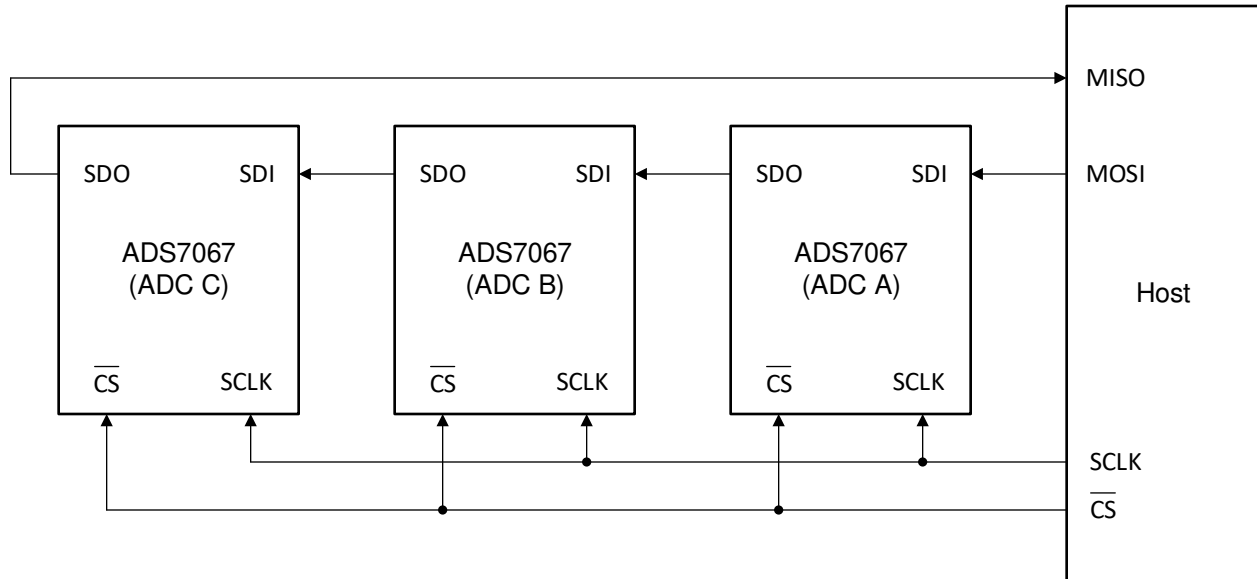 MISO
SDO SDI SDO SDI SDO SDI MOSI
ADS7067 ADS7067 ADS7067
(ADC C) (ADC B) (ADC A)
Host
CS SCLK CS SCLK CS SCLK
SCLK
CS